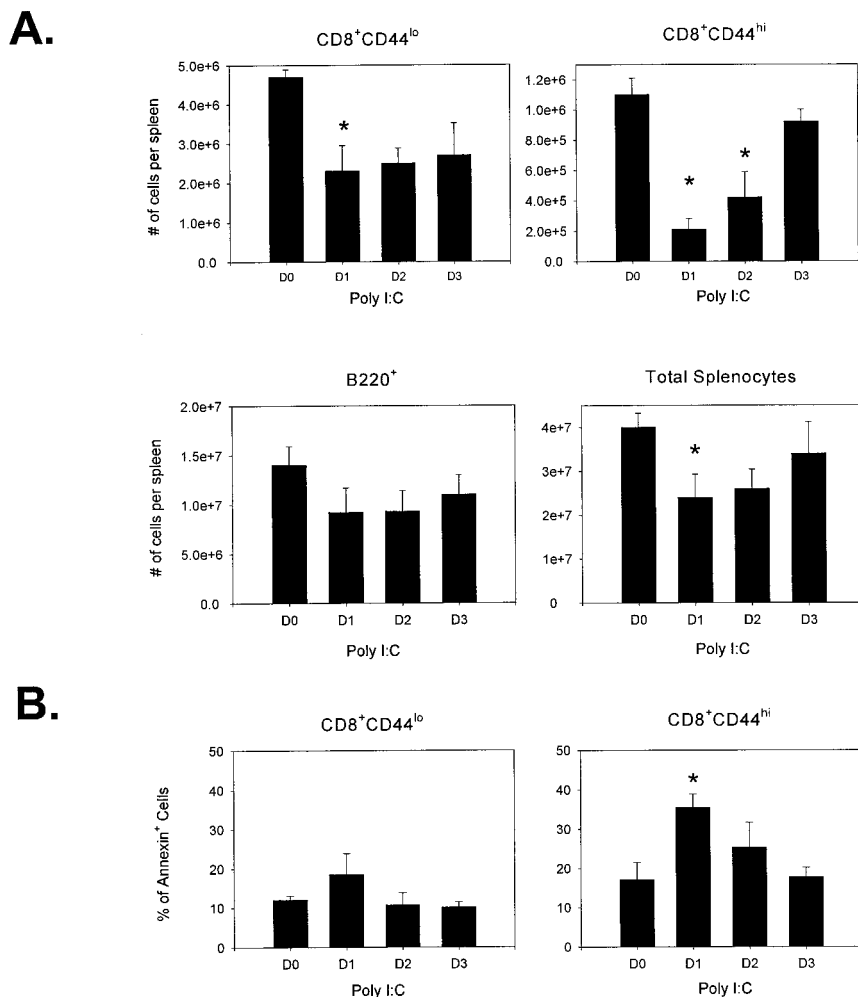 A.
CD8⁺CD44ˡᵒ
# of cells per spleen
5.0e+6
4.0e+6
3.0e+6
2.0e+6
1.0e+6
0.0
*
D0 D1 D2 D3
Poly I:C
CD8⁺CD44ʰⁱ
1.2e+6
1.0e+6
8.0e+5
6.0e+5
4.0e+5
2.0e+5
0.0
* *
D0 D1 D2 D3
Poly I:C
B220⁺
# of cells per spleen
2.0e+7
1.5e+7
1.0e+7
5.0e+6
0.0
D0 D1 D2 D3
Poly I:C
Total Splenocytes
4e+7
3e+7
2e+7
1e+7
0
*
D0 D1 D2 D3
Poly I:C
B.
CD8⁺CD44ˡᵒ
% of Annexin⁺ Cells
50
40
30
20
10
0
D0 D1 D2 D3
Poly I:C
CD8⁺CD44ʰⁱ
50
40
30
20
10
0
*
D0 D1 D2 D3
Poly I:C